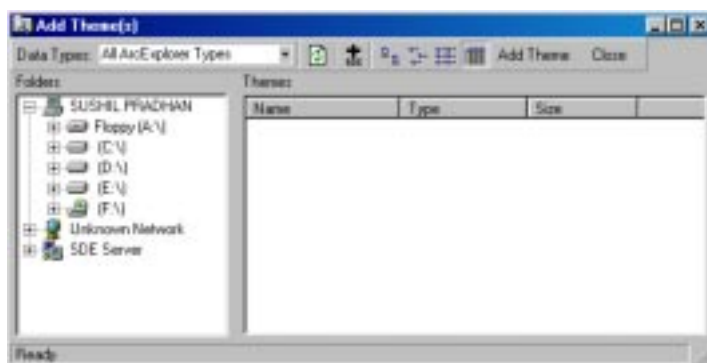 Add Theme(s)
Data Types: All ArcExplorer Types Add Theme Close
Folders: Themes:
SUSHIL PRADHAN Name Type Size
Floppy (A:\)
(C:\)
(D:\)
(E:\)
(F:\)
Unknown Network
SDE Server
Ready